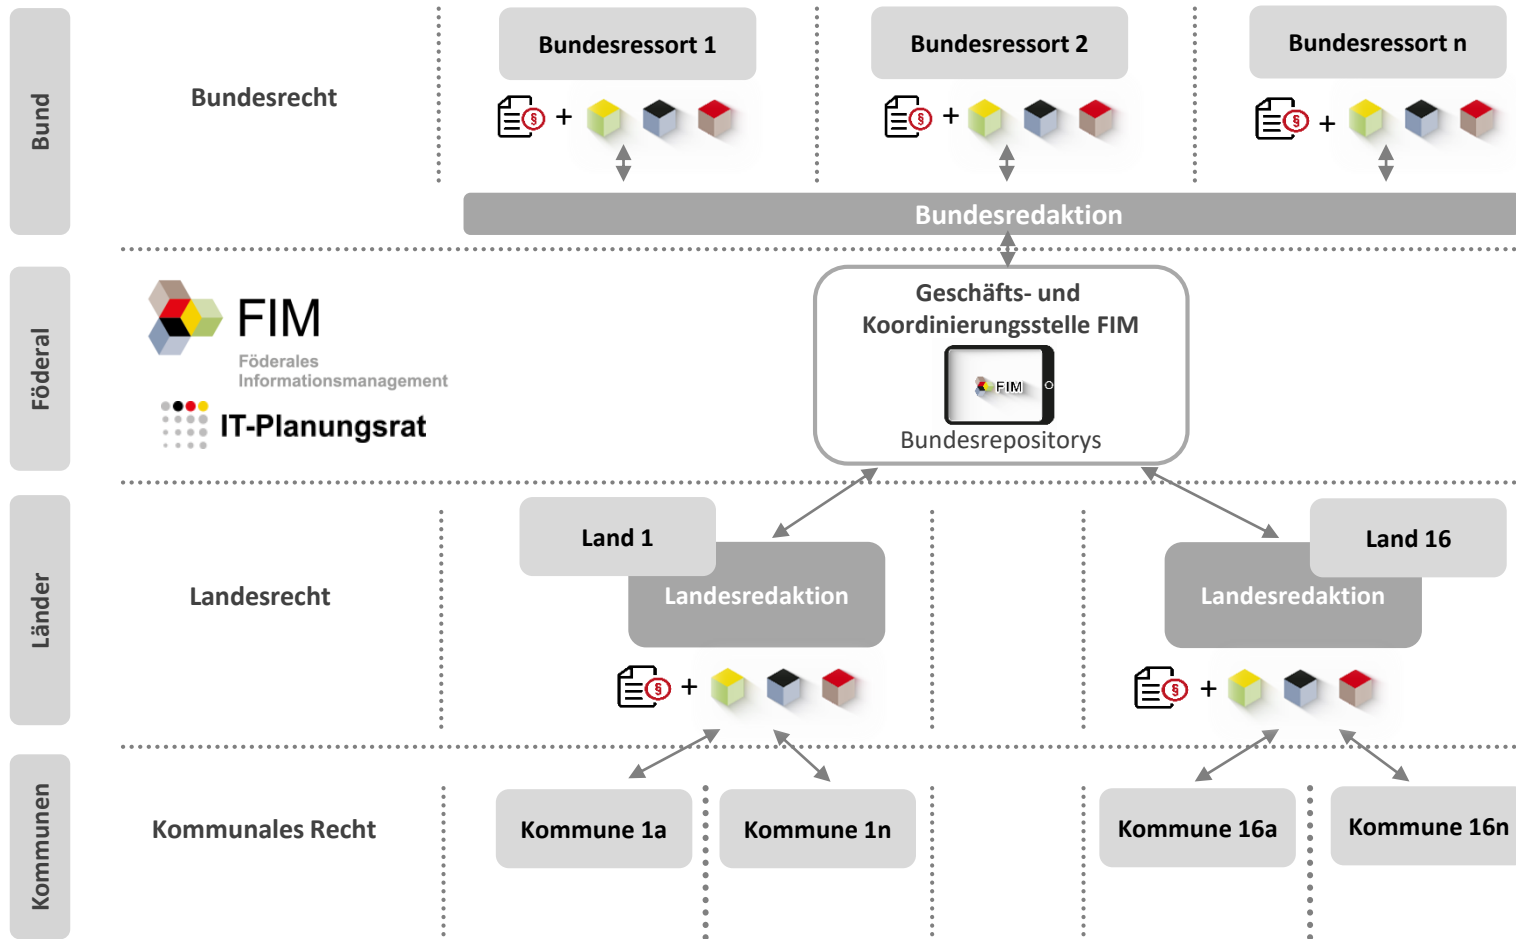 Bund
Bundesrecht
Bundesressort 1
Bundesressort 2
Bundesressort n
§ +
§ +
§ +
Bundesredaktion
Föderal
FIM
Föderales
Informationsmanagement
IT-Planungsrat
Geschäfts- und
Koordinierungsstelle FIM
FIM
Bundesrepositorys
Länder
Landesrecht
Land 1
Landesredaktion
Land 16
Landesredaktion
§ +
§ +
Kommunen
Kommunales Recht
Kommune 1a
Kommune 1n
Kommune 16a
Kommune 16n